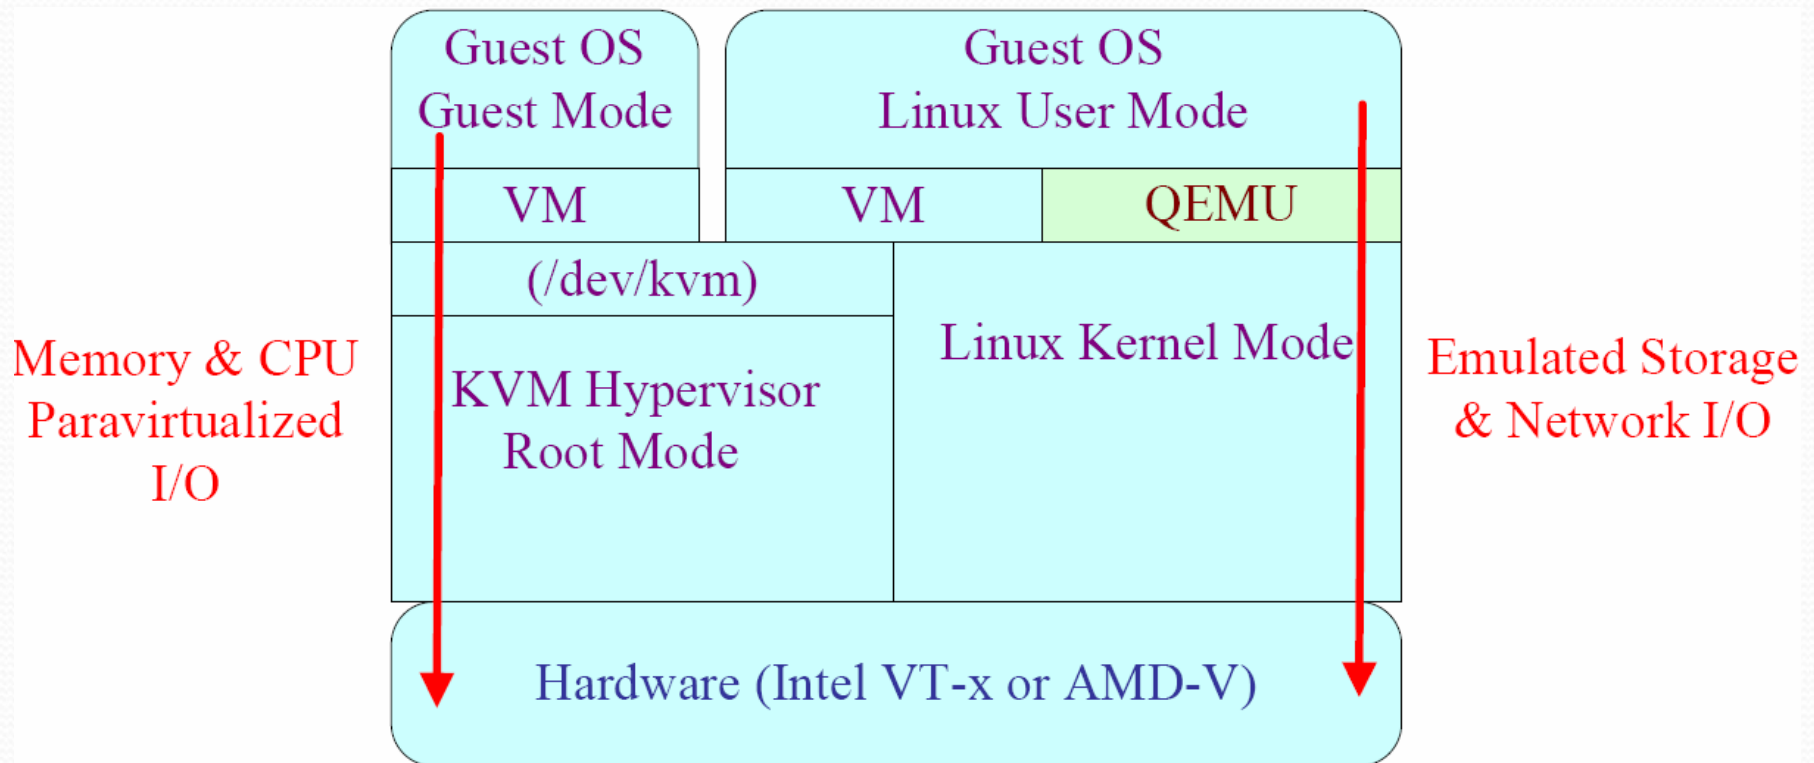 Guest OS
Guest Mode
Guest OS
Linux User Mode
VM
VM
QEMU
(/dev/kvm)
Memory & CPU
Paravirtualized
I/O
KVM Hypervisor
Root Mode
Linux Kernel Mode
Emulated Storage
& Network I/O
Hardware (Intel VT-x or AMD-V)